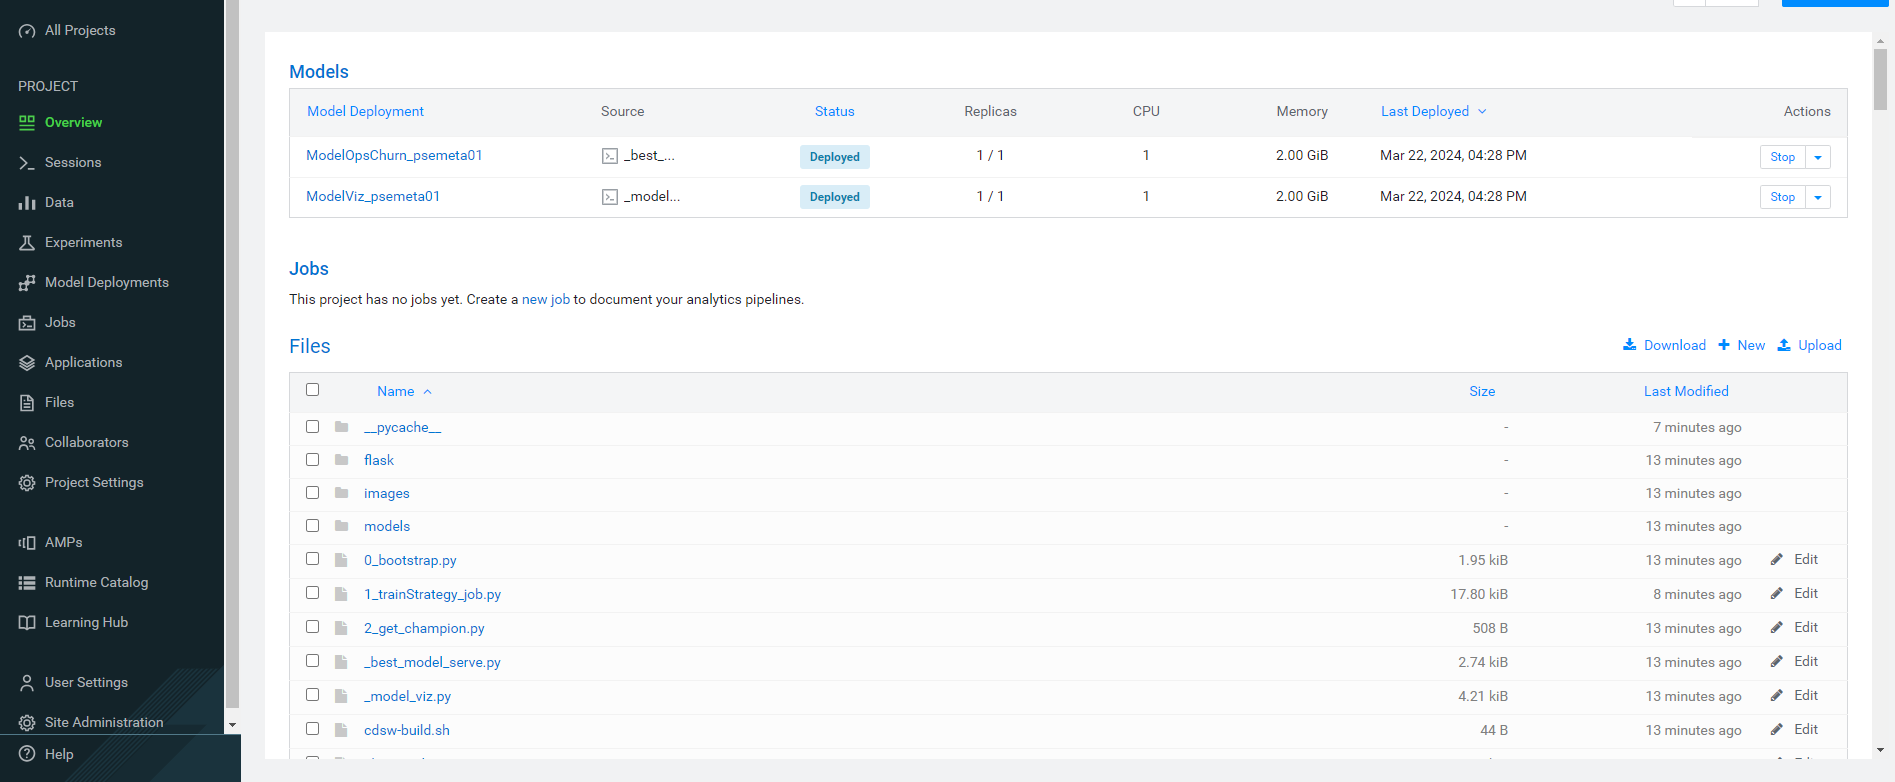 All Projects
PROJECT
Overview
Sessions
Data
Experiments
Model Deployments
Jobs
Applications
Files
Collaborators
Project Settings
AMPs
Runtime Catalog
Learning Hub
User Settings
Site Administration
Help
Models
Model Deployment Source Status Replicas CPU Memory Last Deployed Actions
ModelOpsChurn_psemeta01 _best_... Deployed 1 / 1 1 2.00 GiB Mar 22, 2024, 04:28 PM Stop
ModelViz_psemeta01 _model... Deployed 1 / 1 1 2.00 GiB Mar 22, 2024, 04:28 PM Stop
Jobs
This project has no jobs yet. Create a new job to document your analytics pipelines.
Files Download New Upload
Name Size Last Modified
__pycache__ - 7 minutes ago
flask - 13 minutes ago
images - 13 minutes ago
models - 13 minutes ago
0_bootstrap.py 1.95 kiB 13 minutes ago Edit
1_trainStrategy_job.py 17.80 kiB 8 minutes ago Edit
2_get_champion.py 508 B 13 minutes ago Edit
_best_model_serve.py 2.74 kiB 13 minutes ago Edit
_model_viz.py 4.21 kiB 13 minutes ago Edit
cdsw-build.sh 44 B 13 minutes ago Edit